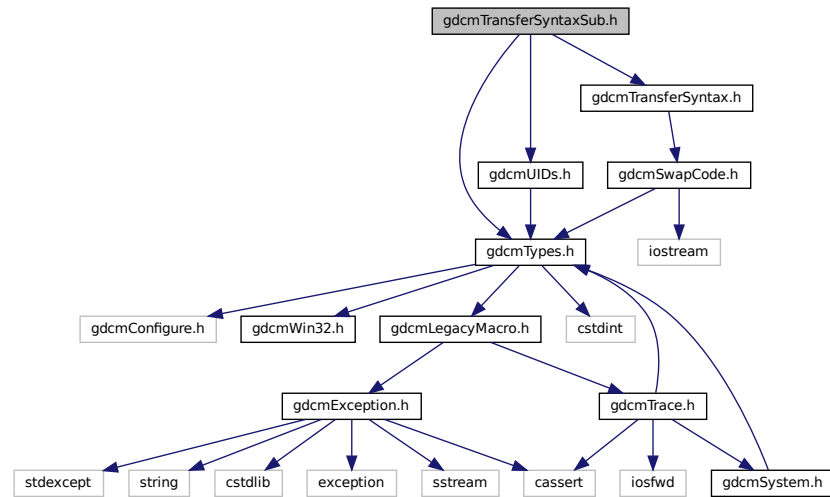 gdcmTransferSyntaxSub.h
gdcmTransferSyntax.h
gdcmUIDs.h
gdcmSwapCode.h
gdcmTypes.h
iostream
gdcmConfigure.h
gdcmWin32.h
gdcmLegacyMacro.h
cstdint
gdcmException.h
gdcmTrace.h
stdexcept
string
cstdlib
exception
sstream
cassert
iosfwd
gdcmSystem.h